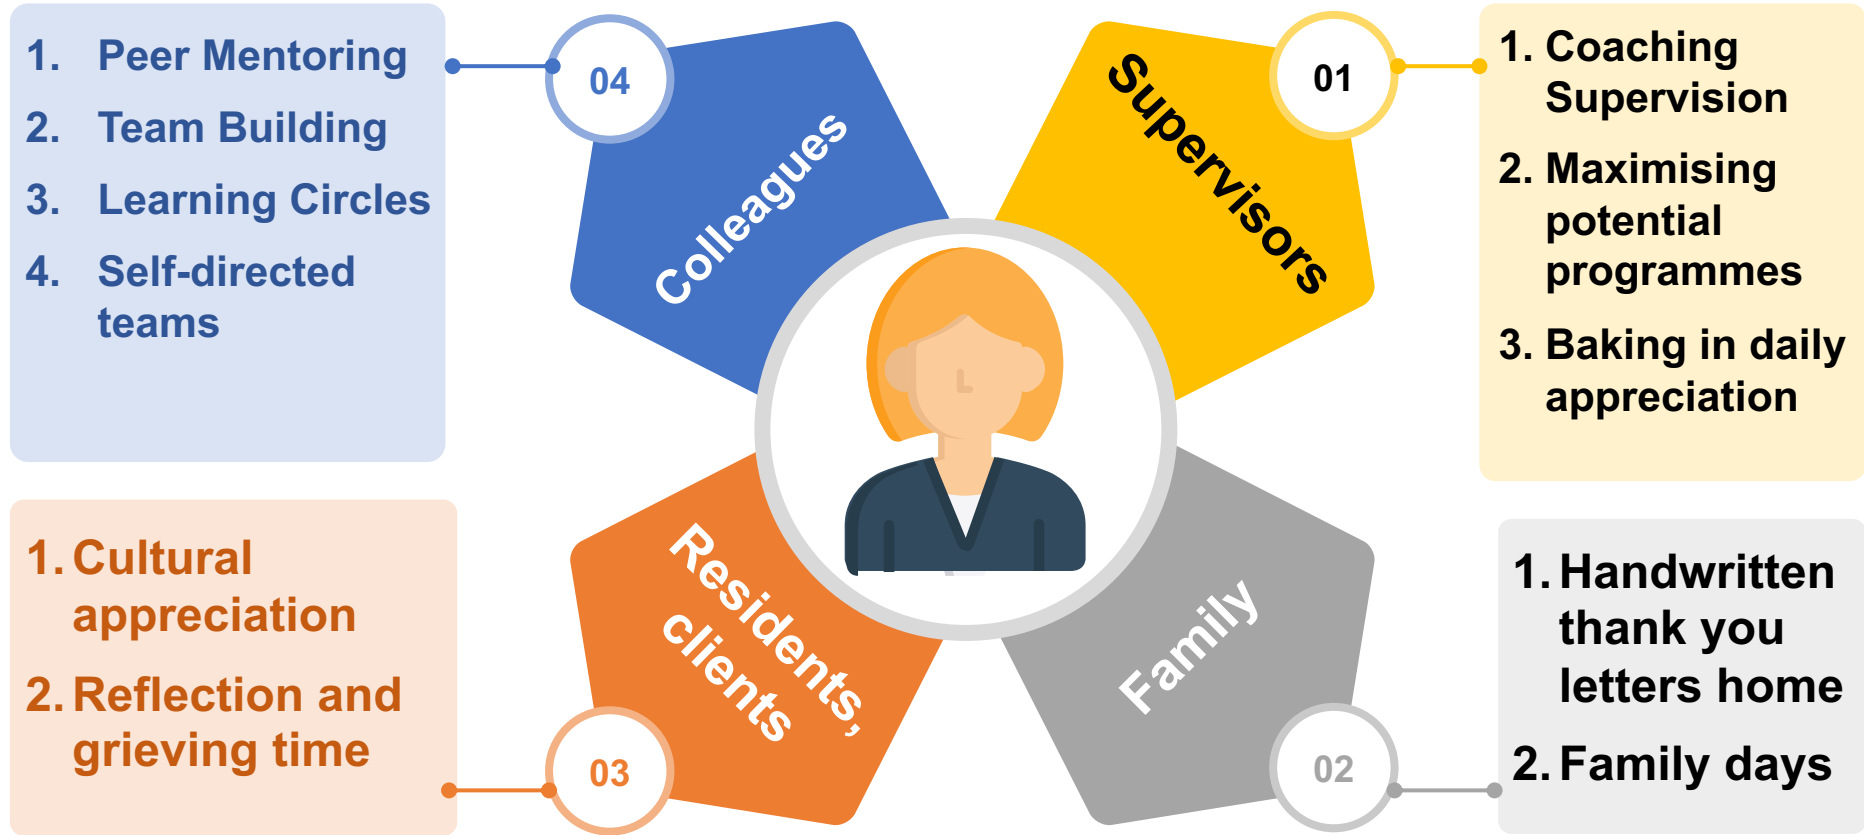 1. Peer Mentoring
2. Team Building
3. Learning Circles
4. Self-directed
teams
04
Colleagues
Supervisors
01
1. Coaching
Supervision
2. Maximising
potential
programmes
3. Baking in daily
appreciation
1. Cultural
appreciation
2. Reflection and
grieving time
03
Residents,
clients
Family
02
1. Handwritten
thank you
letters home
2. Family days